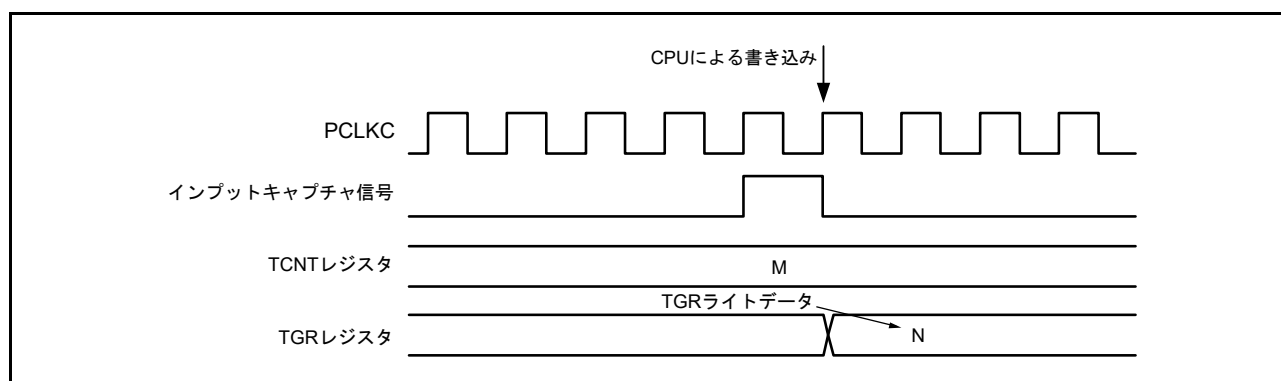 CPUによる書き込み
PCLKC
インプットキャプチャ信号
TCNTレジスタ
M
TGRライトデータ
TGRレジスタ
N